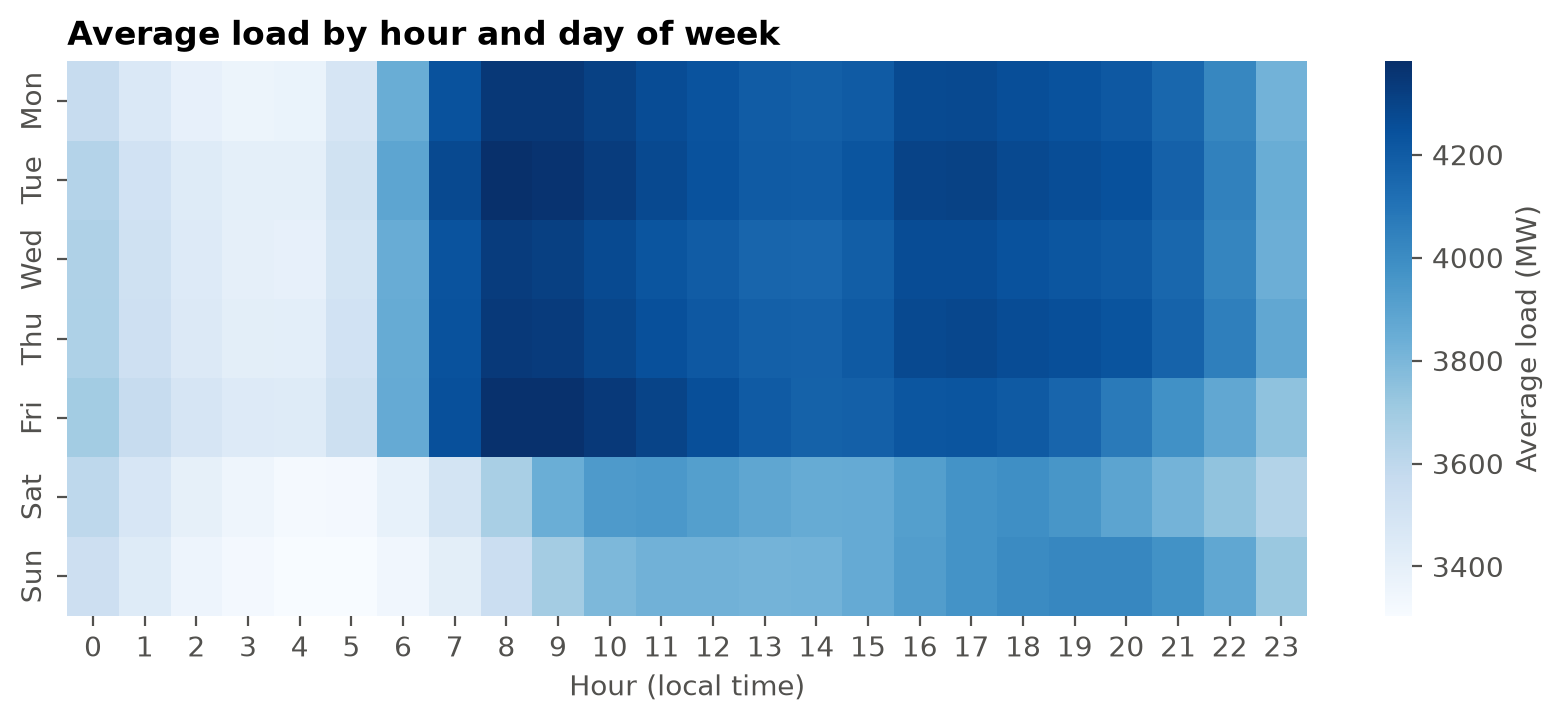 Average load by hour and day of week
Mon
Tue
Wed
Thu
Fri
Sat
Sun
0 1 2 3 4 5 6 7 8 9 10 11 12 13 14 15 16 17 18 19 20 21 22 23
Hour (local time)
4200
4000
3800
3600
3400
Average load (MW)